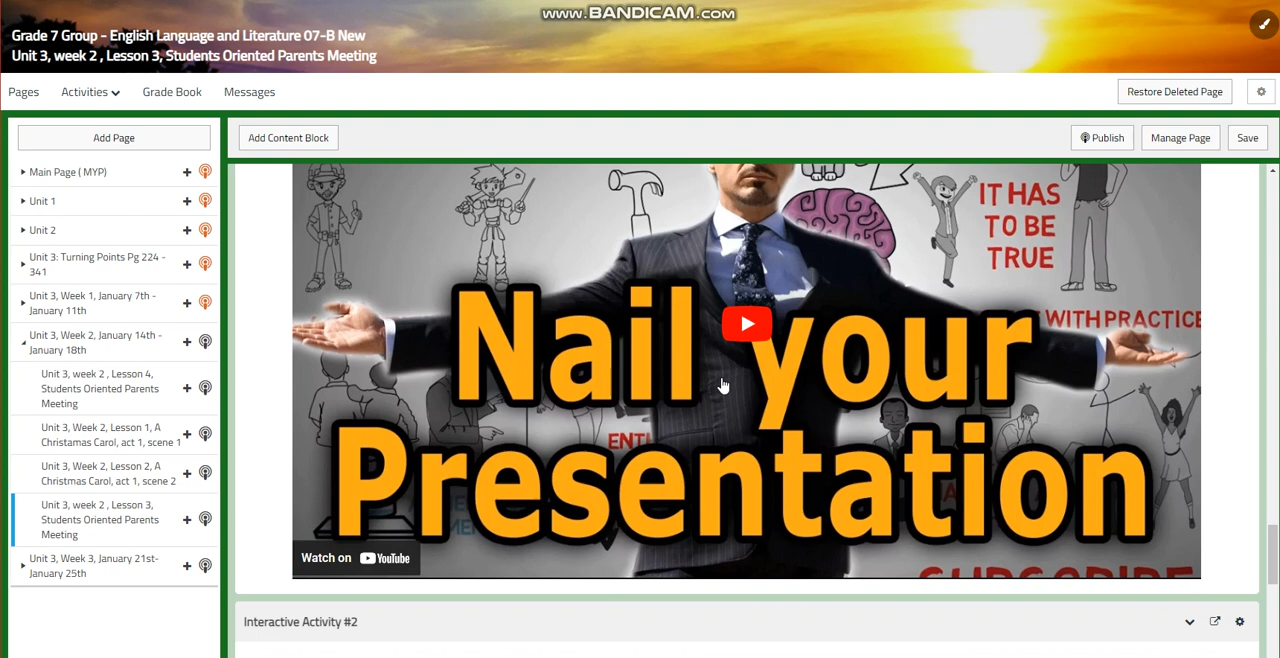 www.BANDICAM.com
Grade 7 Group - English Language and Literature 07-B New
Unit 3, week 2 , Lesson 3, Students Oriented Parents Meeting
Pages
Activities
Grade Book
Messages
Restore Deleted Page
Add Page
Add Content Block
Publish
Manage Page
Save
Main Page ( MYP)
Unit 1
Unit 2
Unit 3: Turning Points Pg 224 -
341
Unit 3, Week 1, January 7th -
January 11th
Unit 3, Week 2, January 14th -
January 18th
Unit 3, week 2 , Lesson 4,
Students Oriented Parents
Meeting
Unit 3, Week 2, Lesson 1, A
Christamas Carol, act 1, scene 1
Unit 3, Week 2, Lesson 2, A
Christmas Carol, act 1, scene 2
Unit 3, week 2 , Lesson 3,
Students Oriented Parents
Meeting
Unit 3, Week 3, January 21st-
January 25th
IT HAS
TO BE
TRUE
WITH PRACTICE
Nail your
Presentation
Watch on YouTube
SUBSCRIBE
Interactive Activity #2